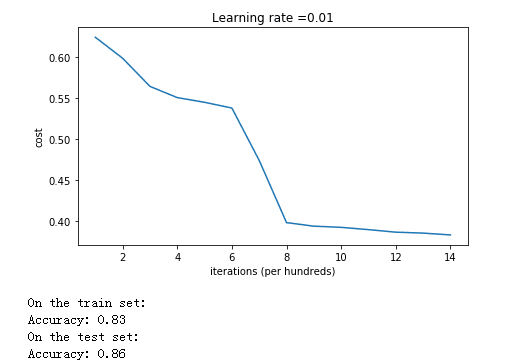 Learning rate =0.01
0.60
0.55
0.50
0.45
0.40
cost
2 4 6 8 10 12 14
iterations (per hundreds)
On the train set:
Accuracy: 0.83
On the test set:
Accuracy: 0.86